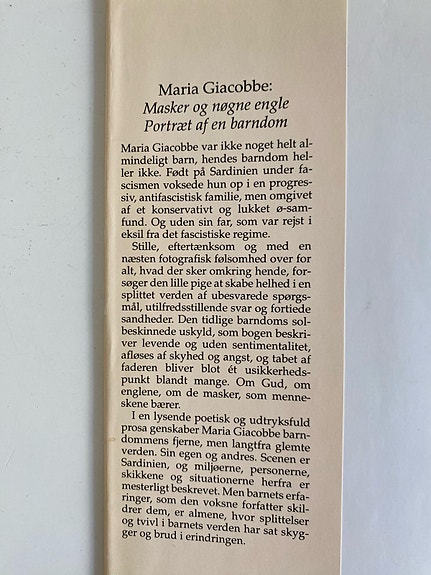 Maria Giacobbe:
Masker og nøgne engle
Portræt af en barndom
Maria Giacobbe var ikke noget helt al-
mindeligt barn, hendes barndom hel-
ler ikke. Født på Sardinien under fa-
scismen voksede hun op i en progres-
siv, antifascistisk familie, men omgivet
af et konservativt og lukket ø-sam-
fund. Og uden sin far, som var rejst i
eksil fra det fascistiske regime.
Stille, eftertænksom og med en
næsten fotografisk følsomhed over for
alt, hvad der sker omkring hende, for-
søger den lille pige at skabe helhed i en
splittet verden af ubesvarede spørgs-
mål, utilfredsstillende svar og fortiede
sandheder. Den tidlige barndoms sol-
beskinnede uskyld, som bogen beskri-
ver levende og uden sentimentalitet,
afløses af skyhed og angst, og tabet af
faderen bliver blot ét usikkerheds-
punkt blandt mange. Om Gud, om
englene, om de masker, som menne-
skene bærer.
I en lysende poetisk og udtryksfuld
prosa genskaber Maria Giacobbe barn-
dommens fjerne, men langtfra glemte
verden. Sin egen og andres. Scenen er
Sardinien, og miljøerne, personerne,
skikkene og situationerne herfra er
mesterligt beskrevet. Men barnets erfa-
ringer, som den voksne forfatter skil-
drer dem, er almene, hvor splittelser
og tvivl i barnets verden har sat skyg-
ger og brud i erindringen.